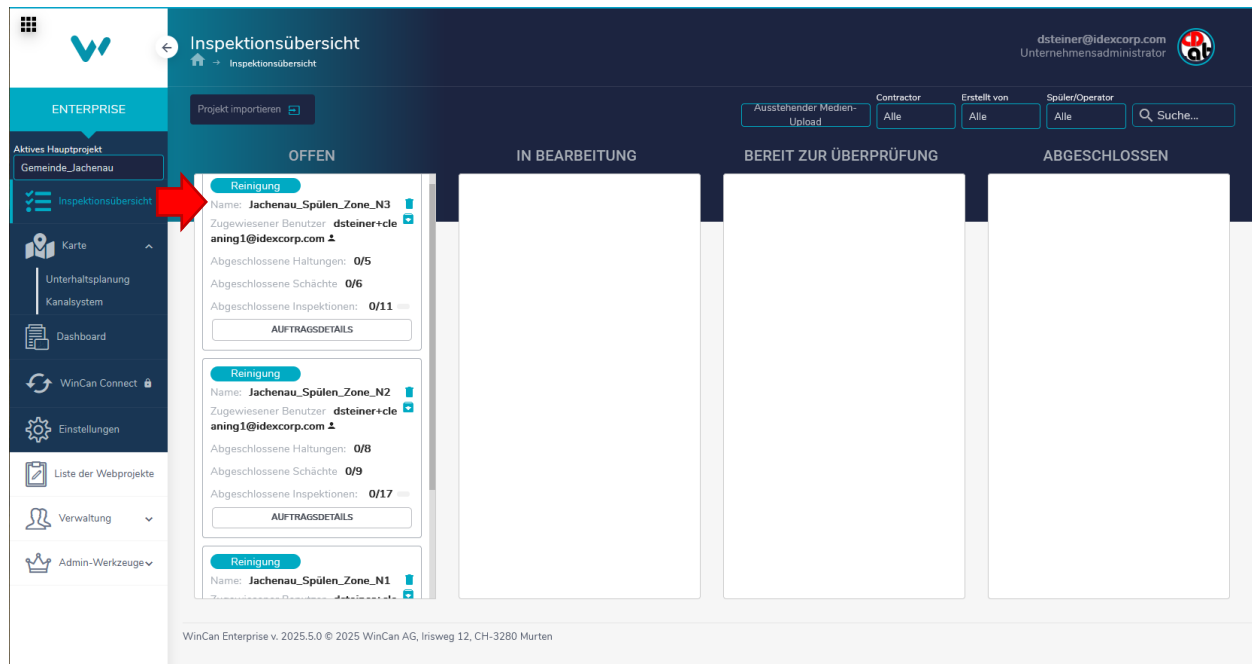 Inspektionsübersicht
→ Inspektionsübersicht
dsteiner@idexcorp.com
Unternehmensadministrator
ENTERPRISE
Aktives Hauptprojekt
Gemeinde_Jachenau
Inspektionsübersicht
Karte
Unterhaltsplanung
Kanalsystem
Dashboard
WinCan Connect
Einstellungen
Liste der Webprojekte
Verwaltung
Admin-Werkzeuge
Projekt importieren
Ausstehender Medien-
Upload
Contractor
Alle
Erstellt von
Alle
Spüler/Operator
Alle
Suche...
OFFEN
IN BEARBEITUNG
BEREIT ZUR ÜBERPRÜFUNG
ABGESCHLOSSEN
Reinigung
Name: Jachenau_Spülen_Zone_N3
Zugewiesener Benutzer dsteiner+cle
aning1@idexcorp.com
Abgeschlossene Haltungen: 0/5
Abgeschlossene Schächte 0/6
Abgeschlossene Inspektionen: 0/11
AUFTRAGSDETAILS
Reinigung
Name: Jachenau_Spülen_Zone_N2
Zugewiesener Benutzer dsteiner+cle
aning1@idexcorp.com
Abgeschlossene Haltungen: 0/8
Abgeschlossene Schächte 0/9
Abgeschlossene Inspektionen: 0/17
AUFTRAGSDETAILS
Reinigung
Name: Jachenau_Spülen_Zone_N1
WinCan Enterprise v. 2025.5.0 © 2025 WinCan AG, Irisweg 12, CH-3280 Murten